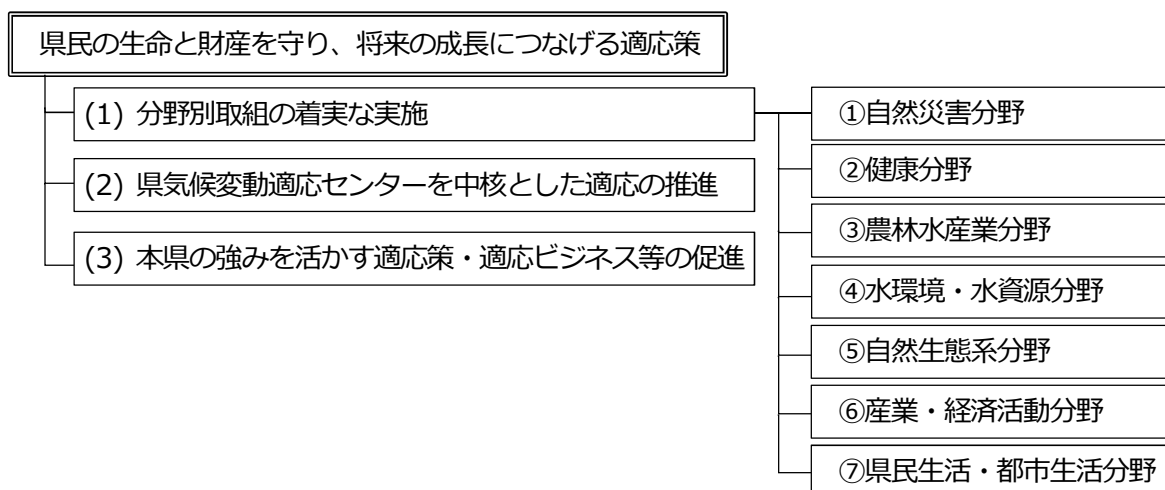 県民の生命と財産を守り、将来の成長につなげる適応策
(1) 分野別取組の着実な実施
(2) 県気候変動適応センターを中核とした適応の推進
(3) 本県の強みを活かす適応策・適応ビジネス等の促進
①自然災害分野
②健康分野
③農林水産業分野
④水環境・水資源分野
⑤自然生態系分野
⑥産業・経済活動分野
⑦県民生活・都市生活分野